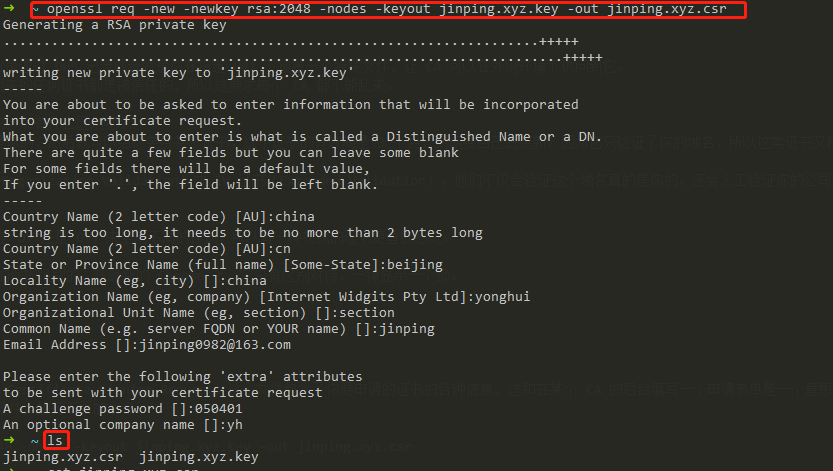 ➜ ~ openssl req -new -newkey rsa:2048 -nodes -keyout jinping.xyz.key -out jinping.xyz.csr
Generating a RSA private key
...................................................................+++++
......................................................................+++++
writing new private key to 'jinping.xyz.key'
-----
You are about to be asked to enter information that will be incorporated
into your certificate request.
What you are about to enter is what is called a Distinguished Name or a DN.
There are quite a few fields but you can leave some blank
For some fields there will be a default value,
If you enter '.', the field will be left blank.
-----
Country Name (2 letter code) [AU]:china
string is too long, it needs to be no more than 2 bytes long
Country Name (2 letter code) [AU]:cn
State or Province Name (full name) [Some-State]:beijing
Locality Name (eg, city) []:china
Organization Name (eg, company) [Internet Widgits Pty Ltd]:yonghui
Organizational Unit Name (eg, section) []:section
Common Name (e.g. server FQDN or YOUR name) []:jinping
Email Address []:jinping0982@163.com
Please enter the following 'extra' attributes
to be sent with your certificate request
A challenge password []:050401
An optional company name []:yh
➜ ~ ls
jinping.xyz.csr jinping.xyz.key